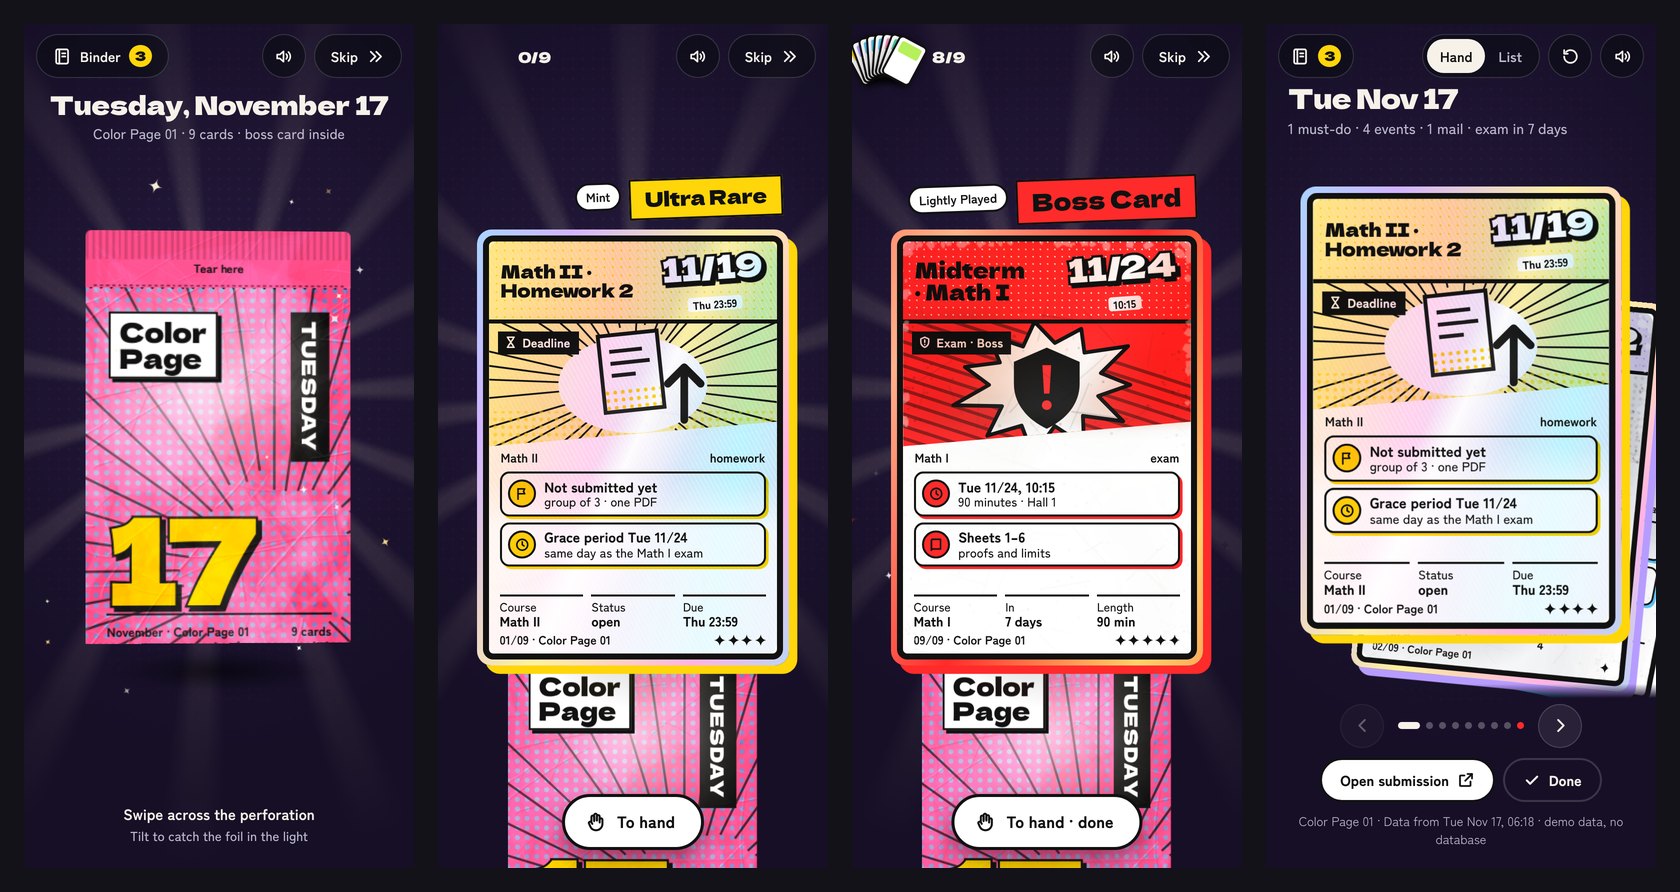 Binder 3
Skip
Tuesday, November 17
Color Page 01 · 9 cards · boss card inside
Tear here
Color
Page
TUESDAY
17
November · Color Page 01 9 cards
Swipe across the perforation
Tilt to catch the foil in the light
0/9
Skip
Mint
Ultra Rare
Math II ·
Homework 2
11/19
Thu 23:59
Deadline
Math II homework
Not submitted yet
group of 3 · one PDF
Grace period Tue 11/24
same day as the Math I exam
Course Status Due
Math II open Thu 23:59
01/09 · Color Page 01
Color
Page
TUESDAY
To hand
8/9
Skip
Lightly Played
Boss Card
Midterm
· Math I
11/24
10:15
Exam · Boss
Math I exam
Tue 11/24, 10:15
90 minutes · Hall 1
Sheets 1–6
proofs and limits
Course In Length
Math I 7 days 90 min
09/09 · Color Page 01
Color
Page
TUESDAY
To hand · done
3
Hand List
Tue Nov 17
1 must-do · 4 events · 1 mail · exam in 7 days
Math II ·
Homework 2
11/19
Thu 23:59
Deadline
Math II homework
Not submitted yet
group of 3 · one PDF
Grace period Tue 11/24
same day as the Math I exam
Course Status Due
Math II open Thu 23:59
01/09 · Color Page 01
02/09 · Color Page 01
4
Open submission
Done
Color Page 01 · Data from Tue Nov 17, 06:18 · demo data, no
database